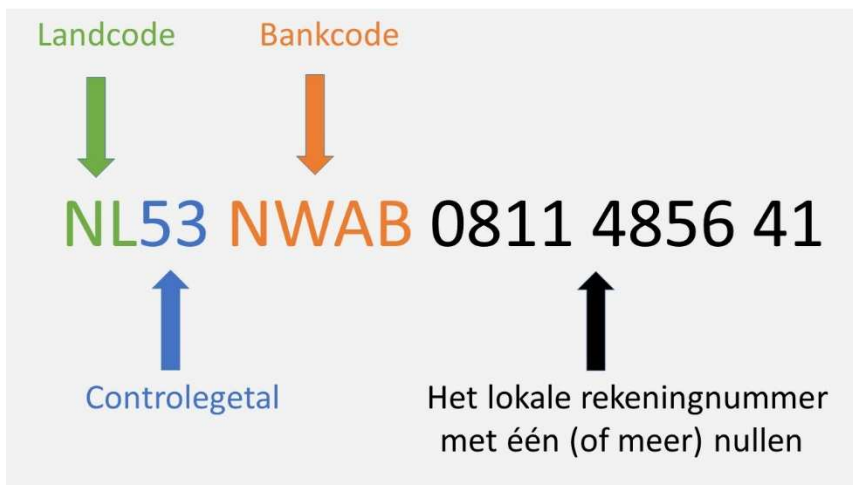 Landcode Bankcode
NL53 NWAB 0811 4856 41
Controlegetal
Het lokale rekeningnummer
met één (of meer) nullen